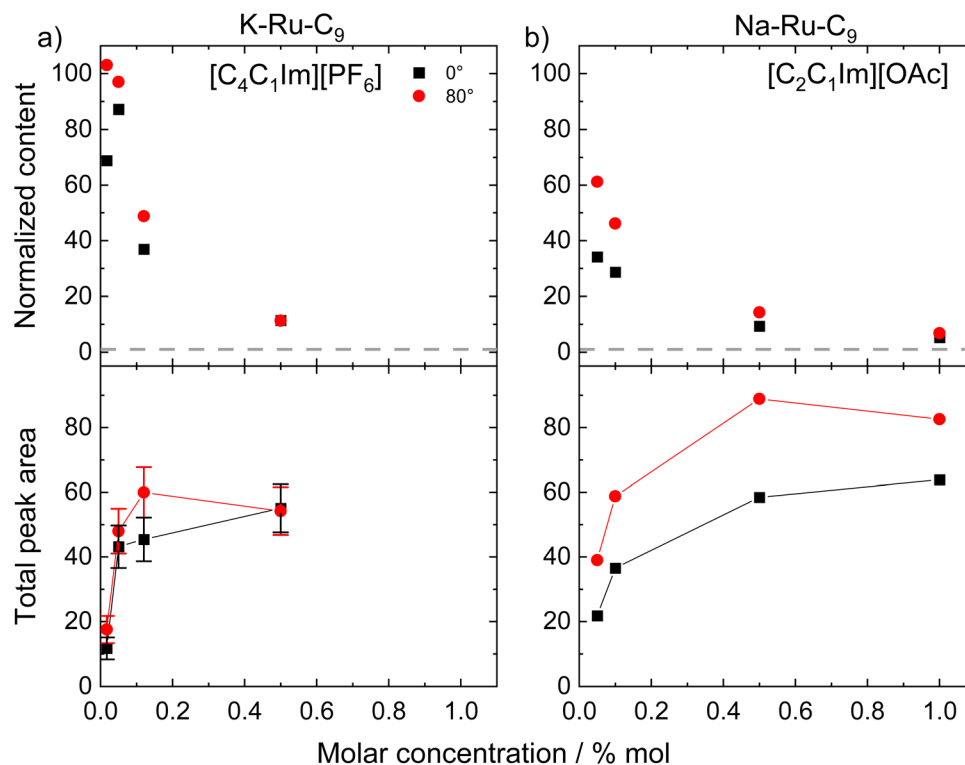 a) K-Ru-C₉
b) Na-Ru-C₉
[C₄C₁Im][PF₆]
0°
80°
[C₂C₁Im][OAc]
Normalized content
100
80
60
40
20
0
100
80
60
40
20
0
Total peak area
80
60
40
20
0
80
60
40
20
0
0.0 0.2 0.4 0.6 0.8 1.0
0.0 0.2 0.4 0.6 0.8 1.0
Molar concentration / % mol